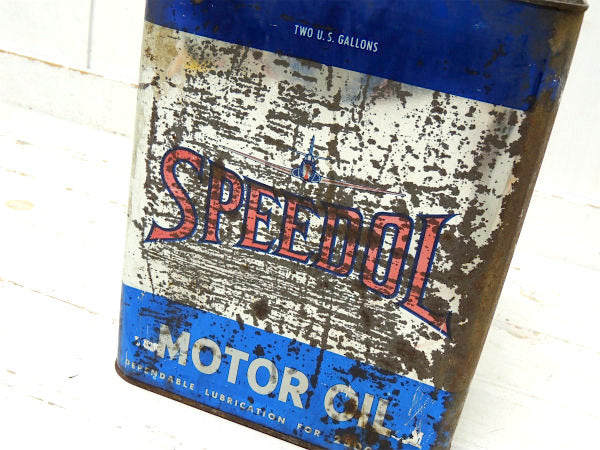 TWO U.S. GALLONS
SPEEDOL
MOTOR OIL
DEPENDABLE LUBRICATION FOR